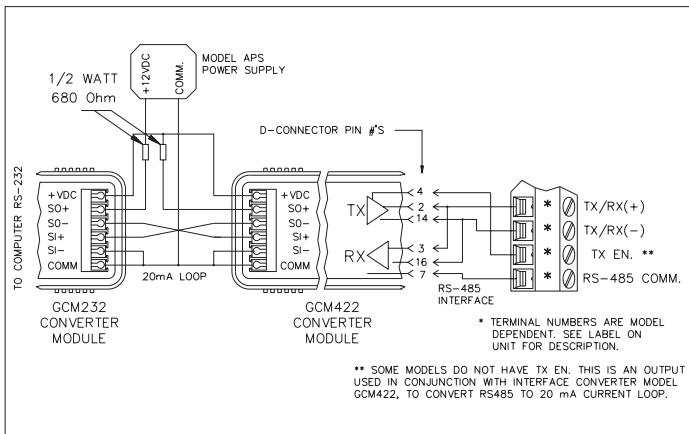 MODEL APS
POWER SUPPLY
+12VDC
COMM.
1/2 WATT
680 Ohm
D-CONNECTOR PIN #'S
TO COMPUTER RS-232
+VDC
SO+
SO-
SI+
SI-
COMM
20mA LOOP
GCM232
CONVERTER
MODULE
+VDC
SO+
SO-
SI+
SI-
COMM
GCM422
CONVERTER
MODULE
TX
RX
4
2
14
3
16
7
RS-485
INTERFACE
* TX/RX(+)
* TX/RX(-)
* TX EN. **
* RS-485 COMM.
* TERMINAL NUMBERS ARE MODEL
DEPENDENT. SEE LABEL ON
UNIT FOR DESCRIPTION.
** SOME MODELS DO NOT HAVE TX EN. THIS IS AN OUTPUT
USED IN CONJUNCTION WITH INTERFACE CONVERTER MODEL
GCM422, TO CONVERT RS485 TO 20 mA CURRENT LOOP.